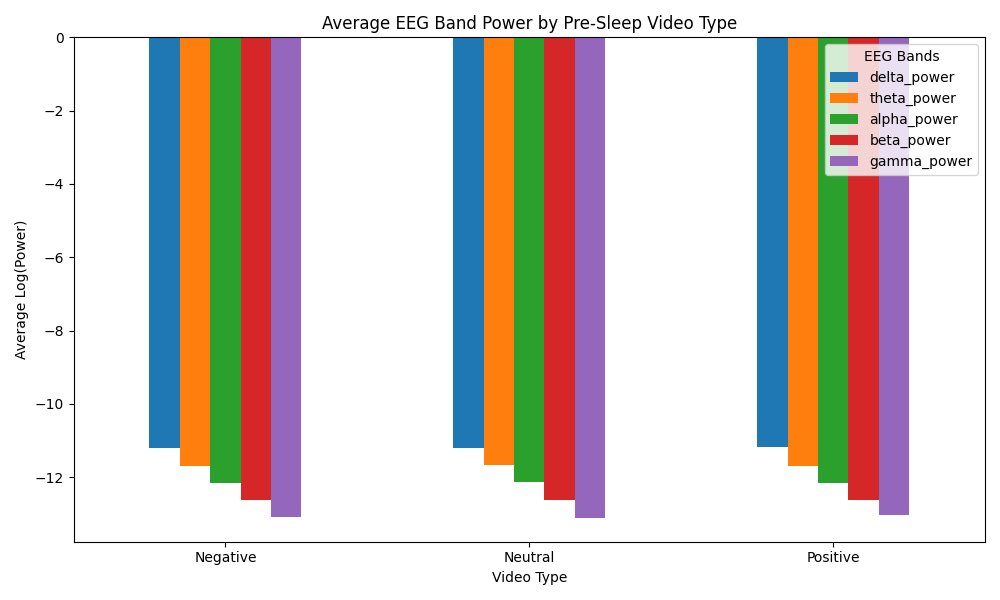 Average EEG Band Power by Pre-Sleep Video Type
EEG Bands
delta_power
theta_power
alpha_power
beta_power
gamma_power
0
−2
−4
−6
−8
−10
−12
Average Log(Power)
Negative
Neutral
Positive
Video Type